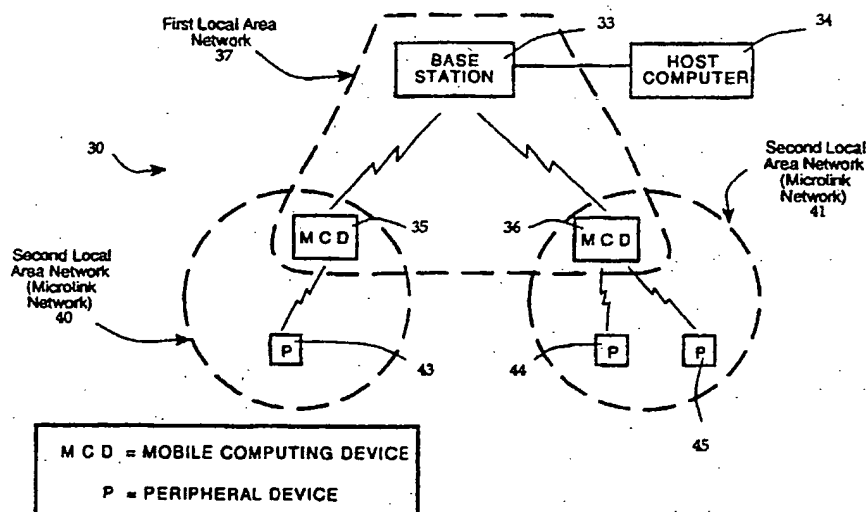 First Local Area
Network
37
33
34
BASE
STATION
HOST
COMPUTER
30
Second Local
Area Network
(Microlink
Network)
41
35
36
M C D
M C D
Second Local
Area Network
(Microlink
Network)
40
P
43
44
P
P
45
M C D = MOBILE COMPUTING DEVICE
P = PERIPHERAL DEVICE